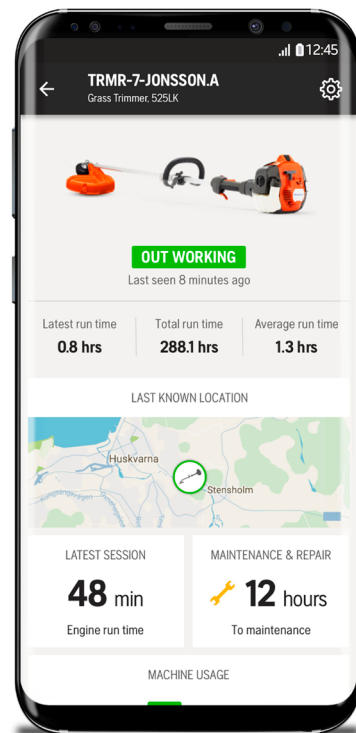 12:45
TRMR-7-JONSSON.A
Grass Trimmer, 525LK
OUT WORKING
Last seen 8 minutes ago
Latest run time
Total run time
Average run time
0.8 hrs
288.1 hrs
1.3 hrs
LAST KNOWN LOCATION
Huskvarna
Stensholm
LATEST SESSION
MAINTENANCE & REPAIR
48 min
12 hours
Engine run time
To maintenance
MACHINE USAGE